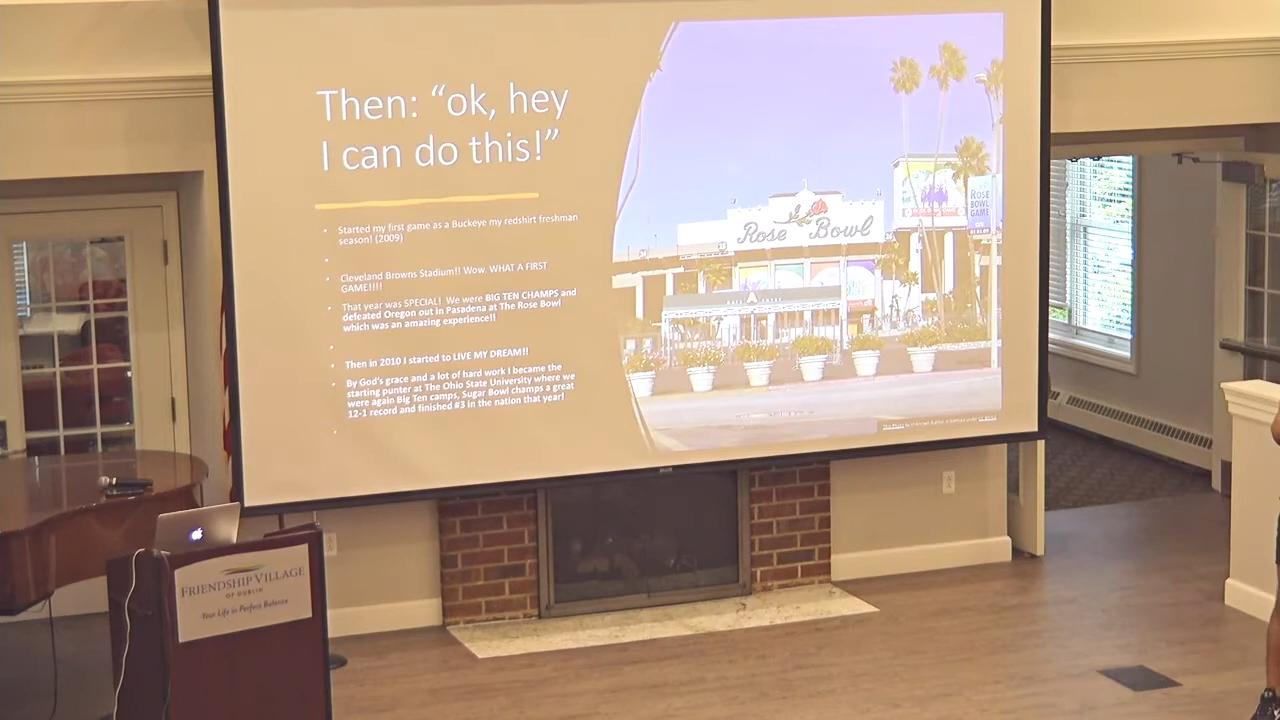 Then: “ok, hey
I can do this!”
Started my first game as a Buckeye my redshirt freshman
season! (2009)
Cleveland Browns Stadium!! Wow. WHAT A FIRST
GAME!!!!
That year was SPECIAL! We were BIG TEN CHAMPS and
defeated Oregon out in Pasadena at The Rose Bowl
which was an amazing experience!!
Then in 2010 I started to LIVE MY DREAM!!
By God’s grace and a lot of hard work I became the
starting punter at The Ohio State University where we
were again Big Ten camps, Sugar Bowl champs a great
12-1 record and finished #3 in the nation that year!
Rose Bowl
ROSE
BOWL
GAME
FRIENDSHIP VILLAGE
OF DUBLIN
Your Life in Perfect Balance